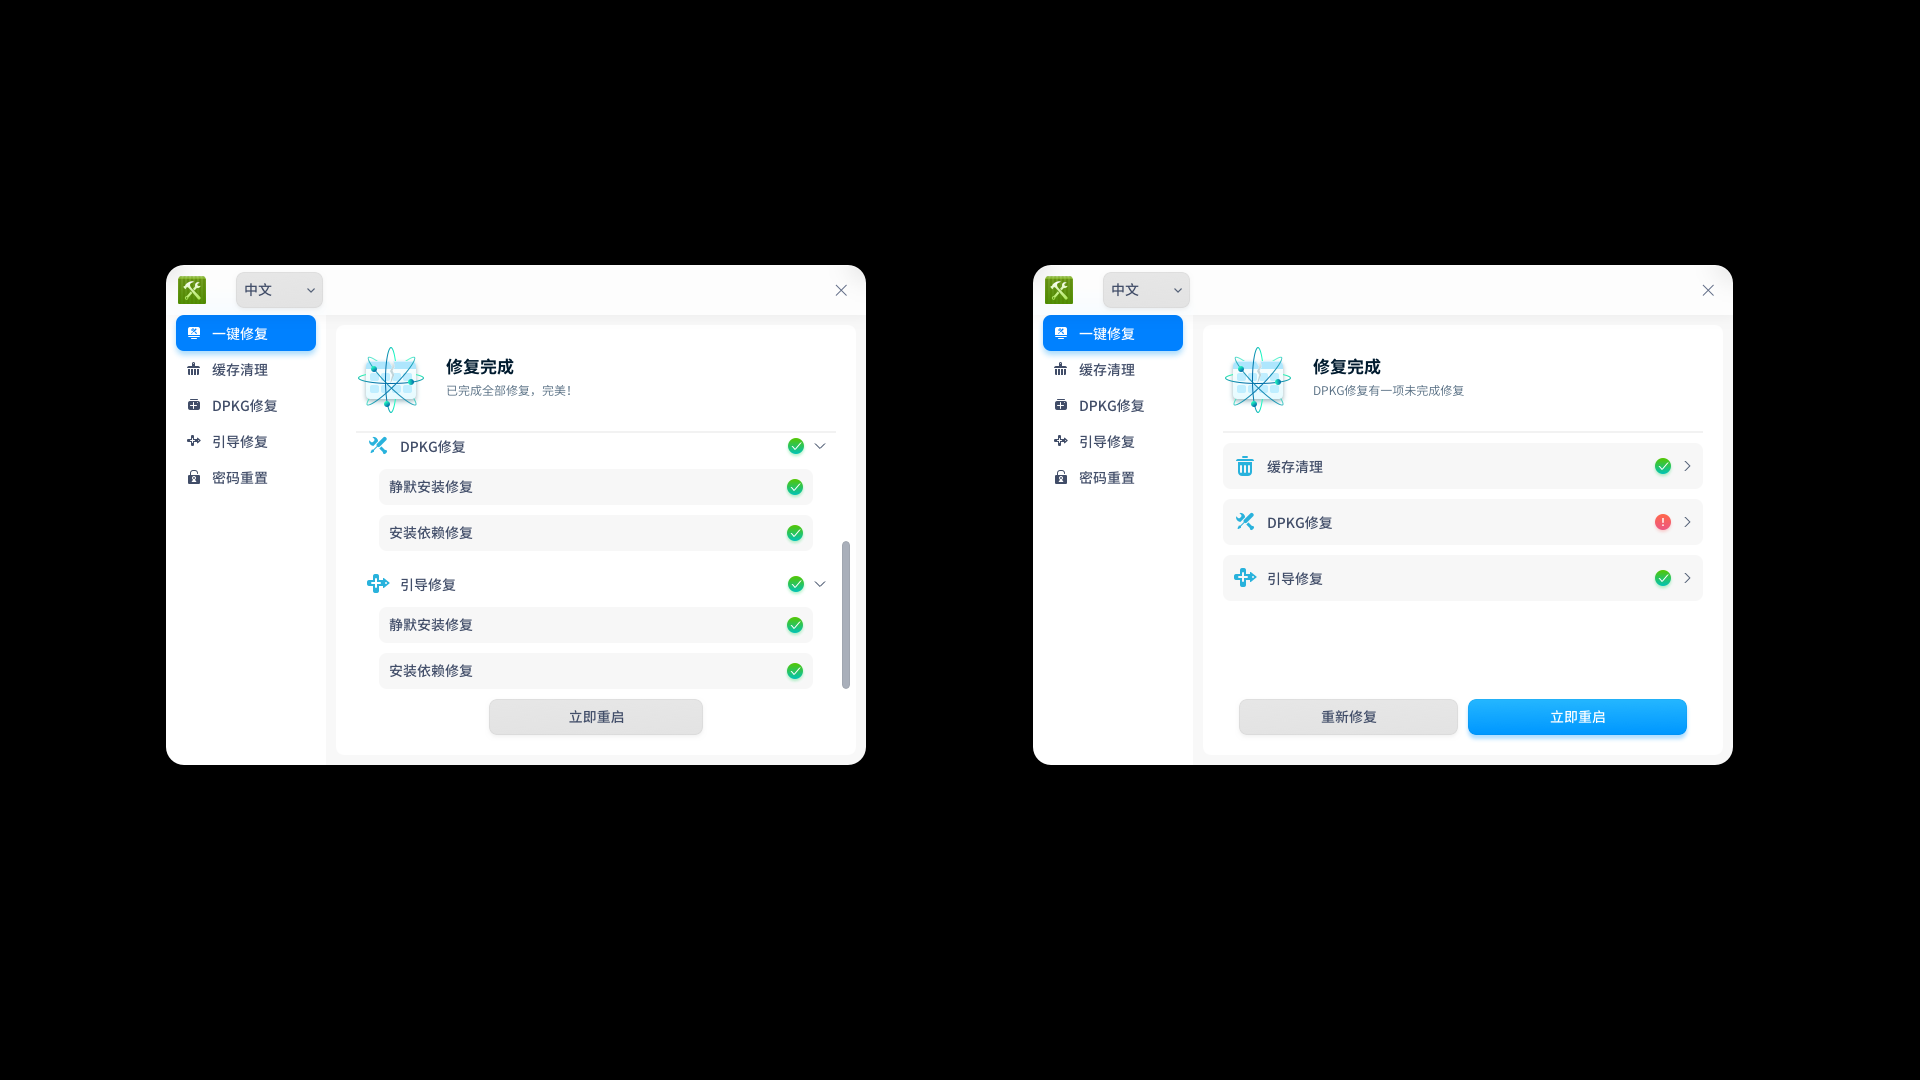 中文
一键修复
缓存清理
DPKG修复
引导修复
密码重置
修复完成
已完成全部修复，完美！
DPKG修复
静默安装修复
安装依赖修复
引导修复
静默安装修复
安装依赖修复
立即重启
中文
一键修复
缓存清理
DPKG修复
引导修复
密码重置
修复完成
DPKG修复有一项未完成修复
缓存清理
DPKG修复
引导修复
重新修复
立即重启